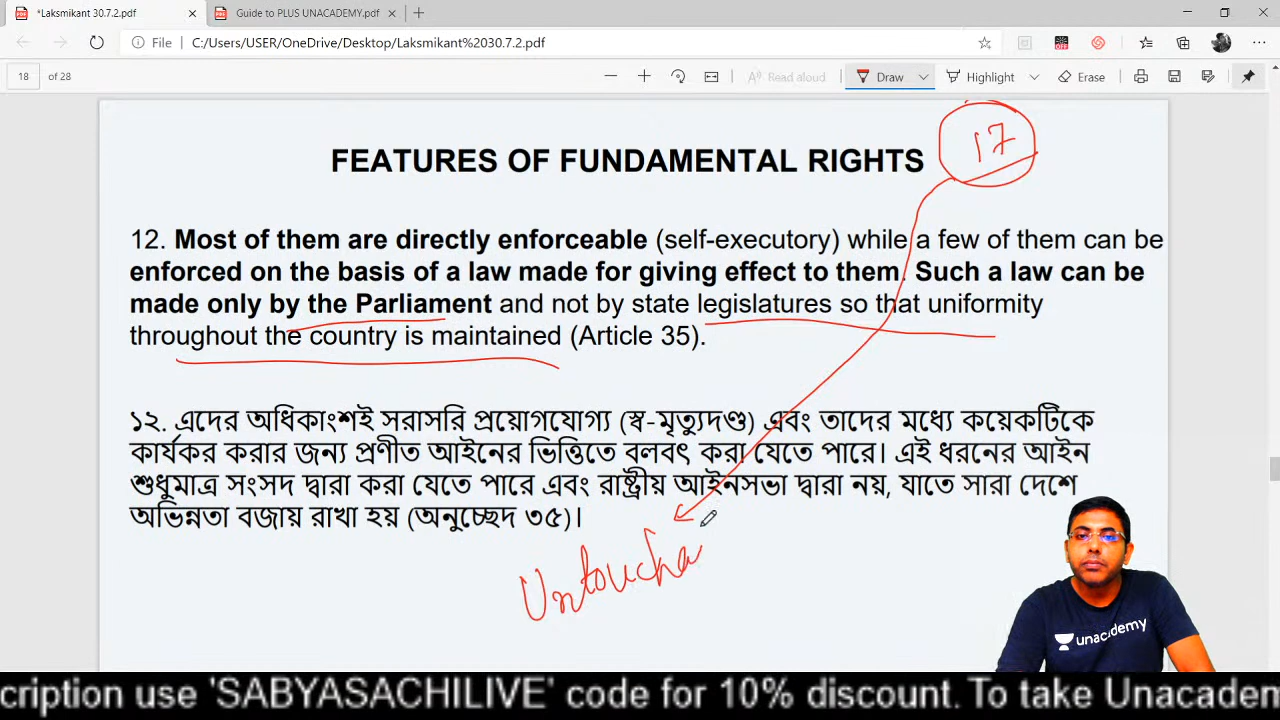 *Laksmikant 30.7.2.pdf
Guide to PLUS UNACADEMY.pdf
File C:/Users/USER/OneDrive/Desktop/Laksmikant%2030.7.2.pdf
18 of 28 Read aloud Draw Highlight Erase
17
FEATURES OF FUNDAMENTAL RIGHTS
12. Most of them are directly enforceable (self-executory) while a few of them can be
enforced on the basis of a law made for giving effect to them. Such a law can be
made only by the Parliament and not by state legislatures so that uniformity
throughout the country is maintained (Article 35).
১২. এদের অধিকাংশই সরাসরি প্রয়োগযোগ্য (স্ব-মৃত্যুদণ্ড) এবং তাদের মধ্যে কয়েকটিকে
কার্যকর করার জন্য প্রণীত আইনের ভিত্তিতে বলবৎ করা যেতে পারে। এই ধরনের আইন
শুধুমাত্র সংসদ দ্বারা করা যেতে পারে এবং রাষ্ট্রীয় আইনসভা দ্বারা নয়, যাতে সারা দেশে
অভিন্নতা বজায় রাখা হয় (অনুচ্ছেদ ৩৫)।
Untoucha
unacademy
cription use 'SABYASACHILIVE' code for 10% discount. To take Unacadem